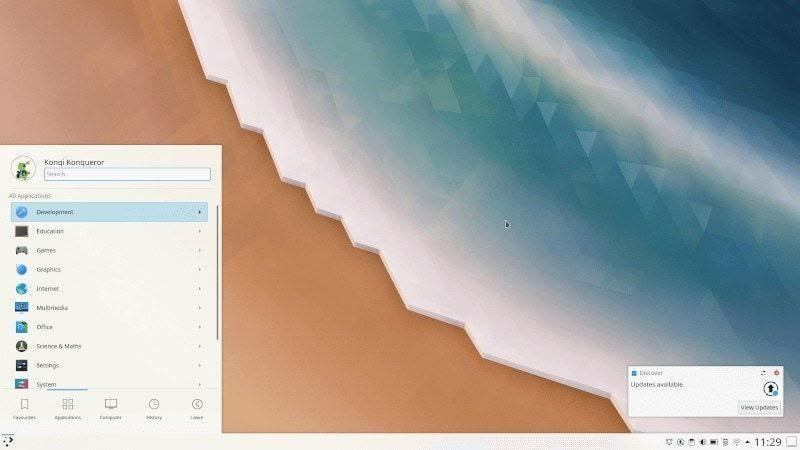 Konqi Konqueror
Search...
All Applications
Development
Education
Games
Graphics
Internet
Multimedia
Office
Science & Maths
Settings
System
Favourites
Applications
Computer
History
Leave
Discover
Updates available
View Updates
11:29